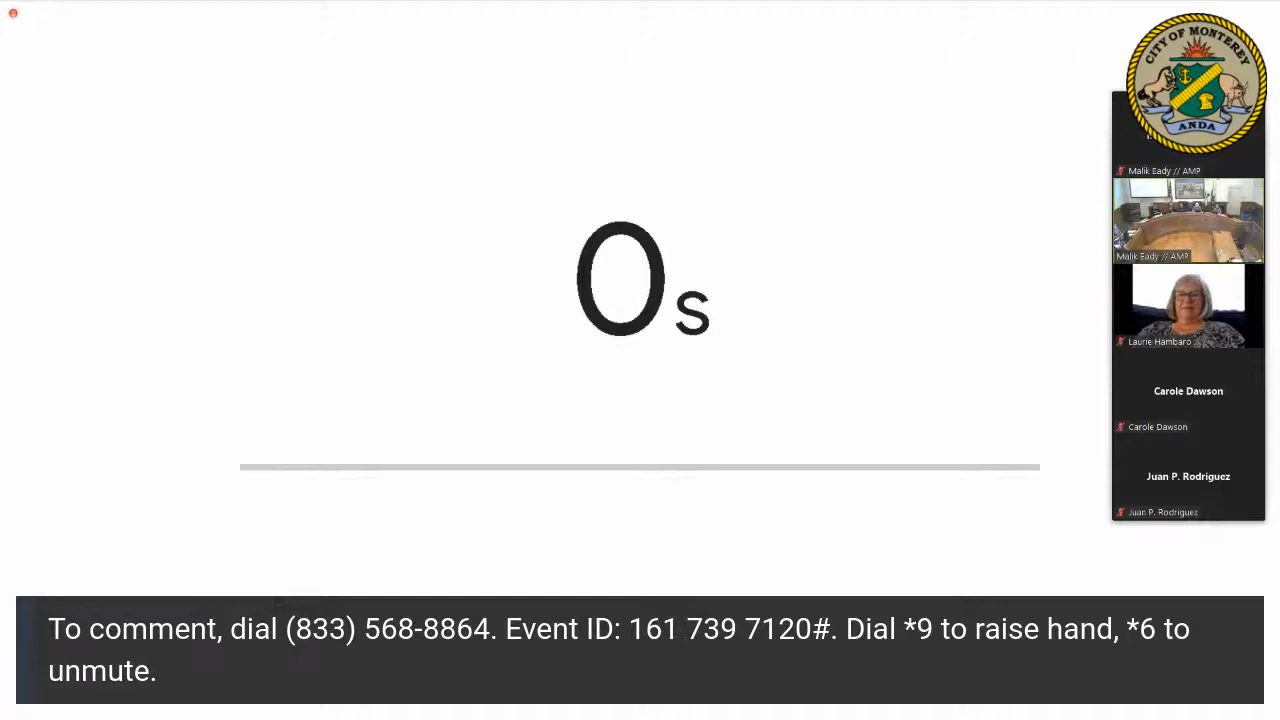 CITY OF MONTEREY
ANDA
Malik Eady // AMP
Malik Eady // AMP
Laurie Hambaro
Carole Dawson
Carole Dawson
Juan P. Rodriguez
Juan P. Rodriguez
0s
To comment, dial (833) 568-8864. Event ID: 161 739 7120#. Dial *9 to raise hand, *6 to
unmute.